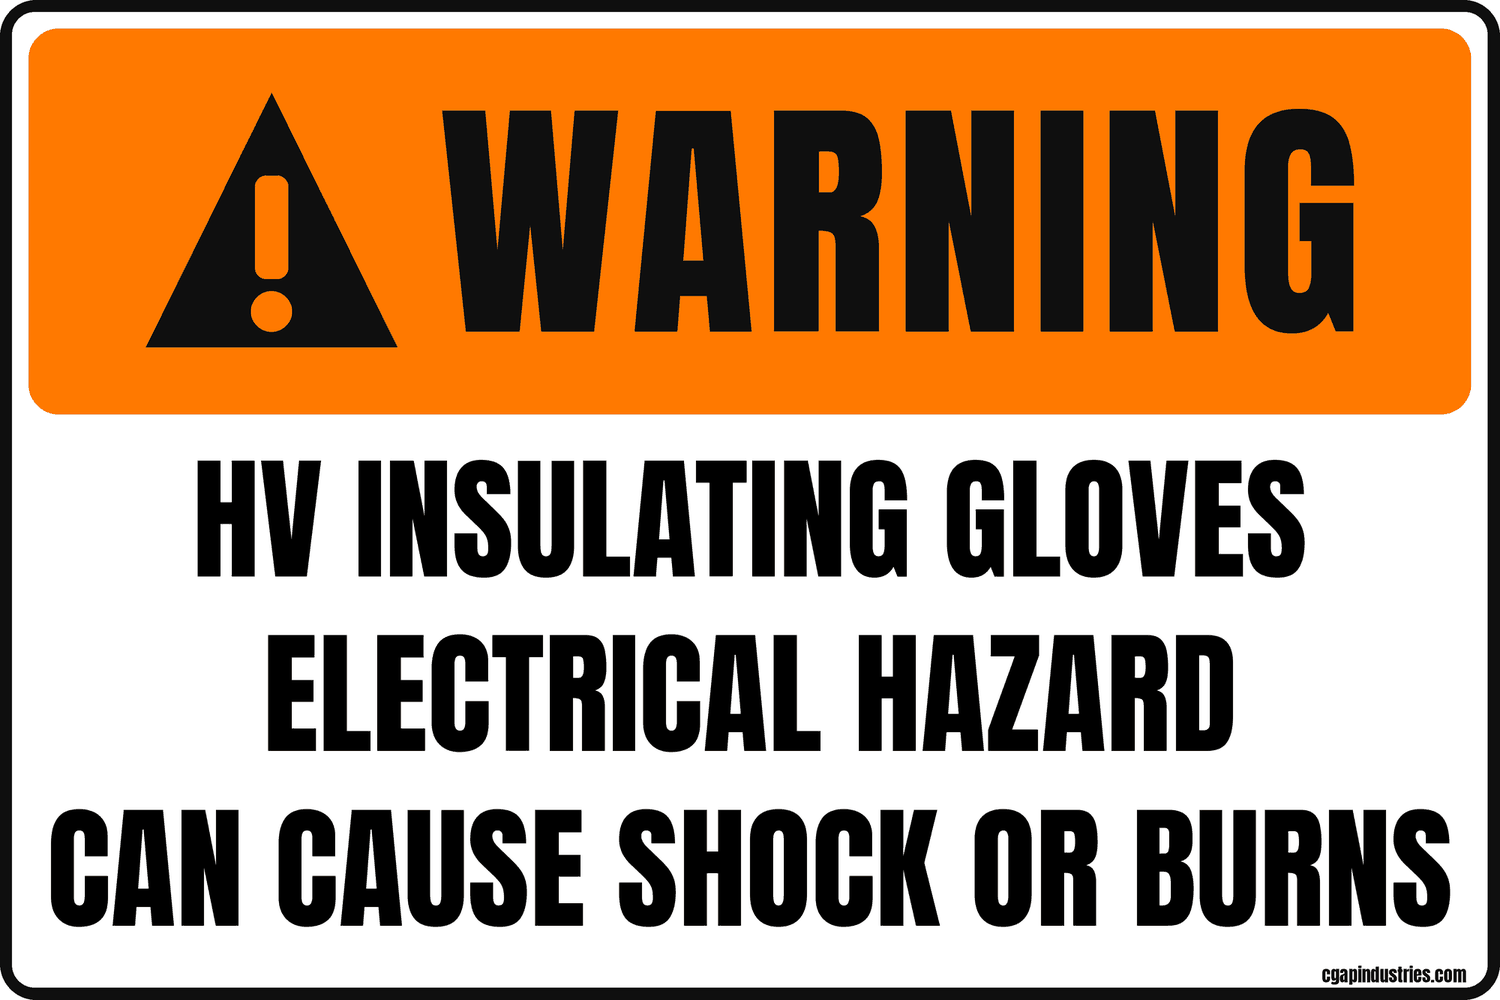 WARNING
HV INSULATING GLOVES
ELECTRICAL HAZARD
CAN CAUSE SHOCK OR BURNS
cgapindustries.com